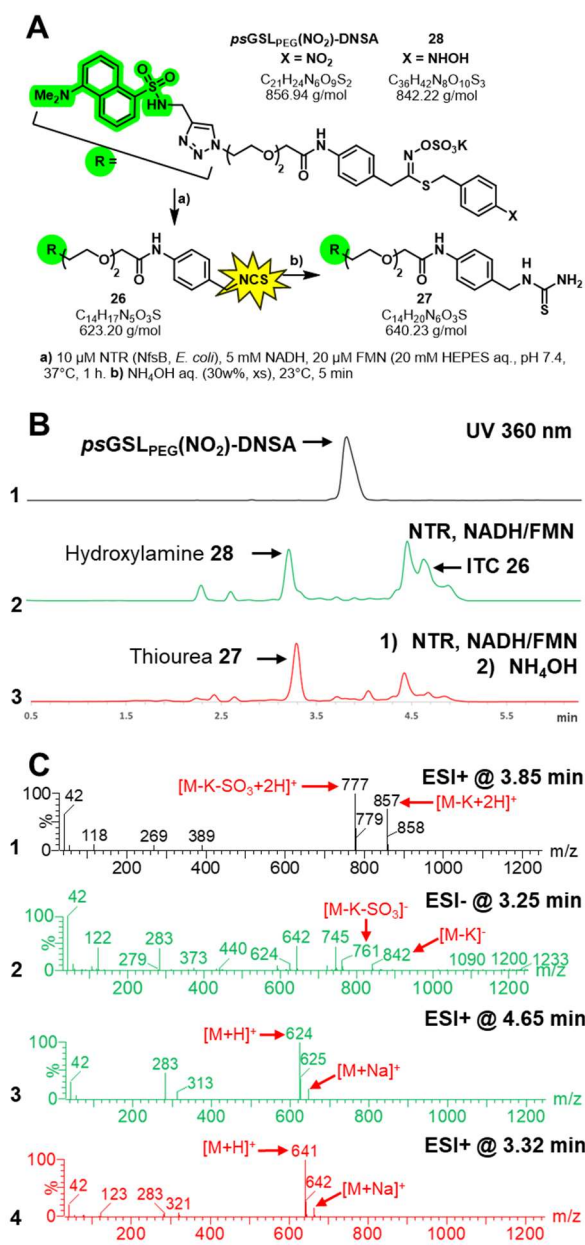 A
psGSLPEG(NO2)-DNSA
28
X = NO2
X = NHOH
C21H24N6O9S2
C36H42N8O10S3
856.94 g/mol
842.22 g/mol
Me2N
S
O
O
HN
N
N
N
R =
O
2
O
H
N
N
OSO3K
S
X
a)
R
O
2
O
H
N
NCS
b)
R
O
2
O
H
N
N
H
NH2
S
26
C14H17N5O3S
623.20 g/mol
27
C14H20N6O3S
640.23 g/mol
a) 10 µM NTR (NfsB, E. coli), 5 mM NADH, 20 µM FMN (20 mM HEPES aq., pH 7.4,
37°C, 1 h. b) NH4OH aq. (30w%, xs), 23°C, 5 min
B
psGSLPEG(NO2)-DNSA
UV 360 nm
1
NTR, NADH/FMN
Hydroxylamine 28
ITC 26
2
1) NTR, NADH/FMN
Thiourea 27
2) NH4OH
3
0.5 1.5 2.5 3.5 4.5 5.5 min
C
[M-K-SO3+2H]+
777
ESI+ @ 3.85 min
857
[M-K+2H]+
100
42
%
779
858
118
269
389
0
1
200 400 600 800 1000 1200 m/z
ESI- @ 3.25 min
[M-K-SO3]-
[M-K]-
100
42
%
122
283
279
373
440
624
642
745
761
842
1090
1200
1233
0
2
200 400 600 800 1000 1200 m/z
ESI+ @ 4.65 min
[M+H]+
624
100
625
[M+Na]+
42
283
313
%
0
3
200 400 600 800 1000 1200 m/z
ESI+ @ 3.32 min
[M+H]+
641
100
642
[M+Na]+
42
123
283
321
%
0
4
200 400 600 800 1000 1200 m/z